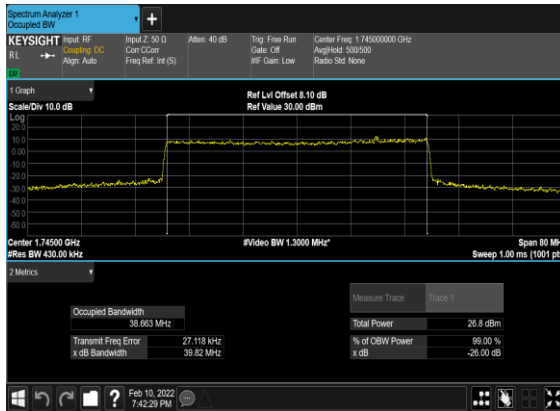 Spectrum Analyzer 1
Occupied BW
+
KEYSIGHT Input: RF Input Z: 50 Ω Atten: 40 dB Trig: Free Run Center Freq: 1.745000000 GHz
RL Coupling: DC Corr CCorr Gate: Off Avg|Hold: 500/500
Align: Auto Freq Ref: Int (S) #IF Gain: Low Radio Std: None
1 Graph
Ref Lvl Offset 8.10 dB
Scale/Div 10.0 dB Ref Value 30.00 dBm
Log
20.0
10.0
0.00
-10.0
-20.0
-30.0
-40.0
-50.0
-60.0
Center 1.74500 GHz #Video BW 1.3000 MHz* Span 80 MH
#Res BW 430.00 kHz Sweep 1.00 ms (1001 pt
2 Metrics
Measure Trace Trace 1
Occupied Bandwidth
38.663 MHz Total Power 26.8 dBm
Transmit Freq Error 27.118 kHz % of OBW Power 99.00 %
x dB Bandwidth 39.82 MHz x dB -26.00 dB
? Feb 10, 2022
7:42:29 PM